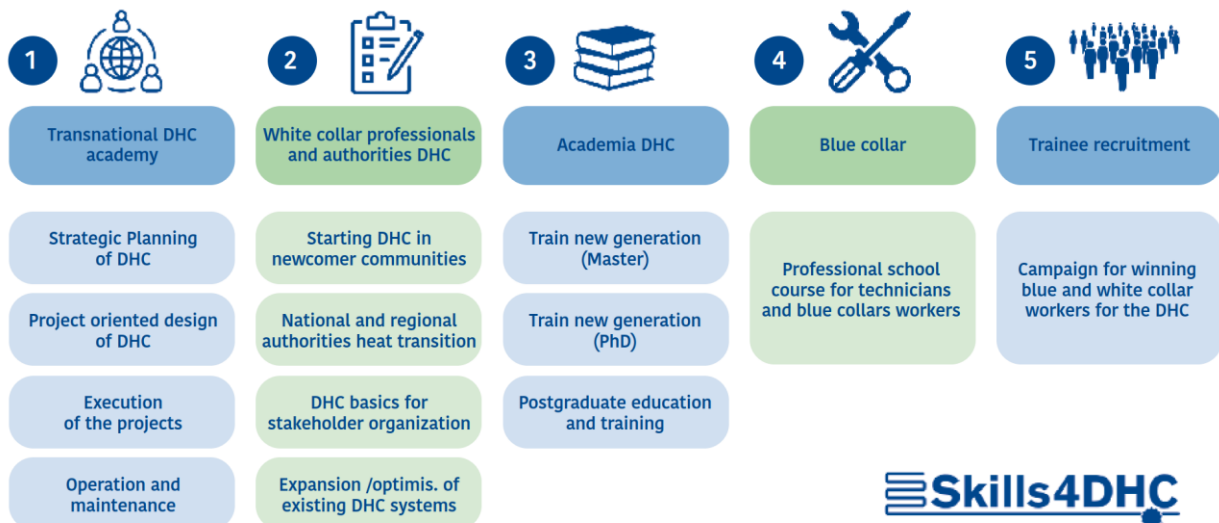 1
Transnational DHC
academy
Strategic Planning
of DHC
Project oriented design
of DHC
Execution
of the projects
Operation and
maintenance
2
White collar professionals
and authorities DHC
Starting DHC in
newcomer communities
National and regional
authorities heat transition
DHC basics for
stakeholder organization
Expansion /optimis. of
existing DHC systems
3
Academia DHC
Train new generation
(Master)
Train new generation
(PhD)
Postgraduate education
and training
4
Blue collar
Professional school
course for technicians
and blue collars workers
5
Trainee recruitment
Campaign for winning
blue and white collar
workers for the DHC
Skills4DHC